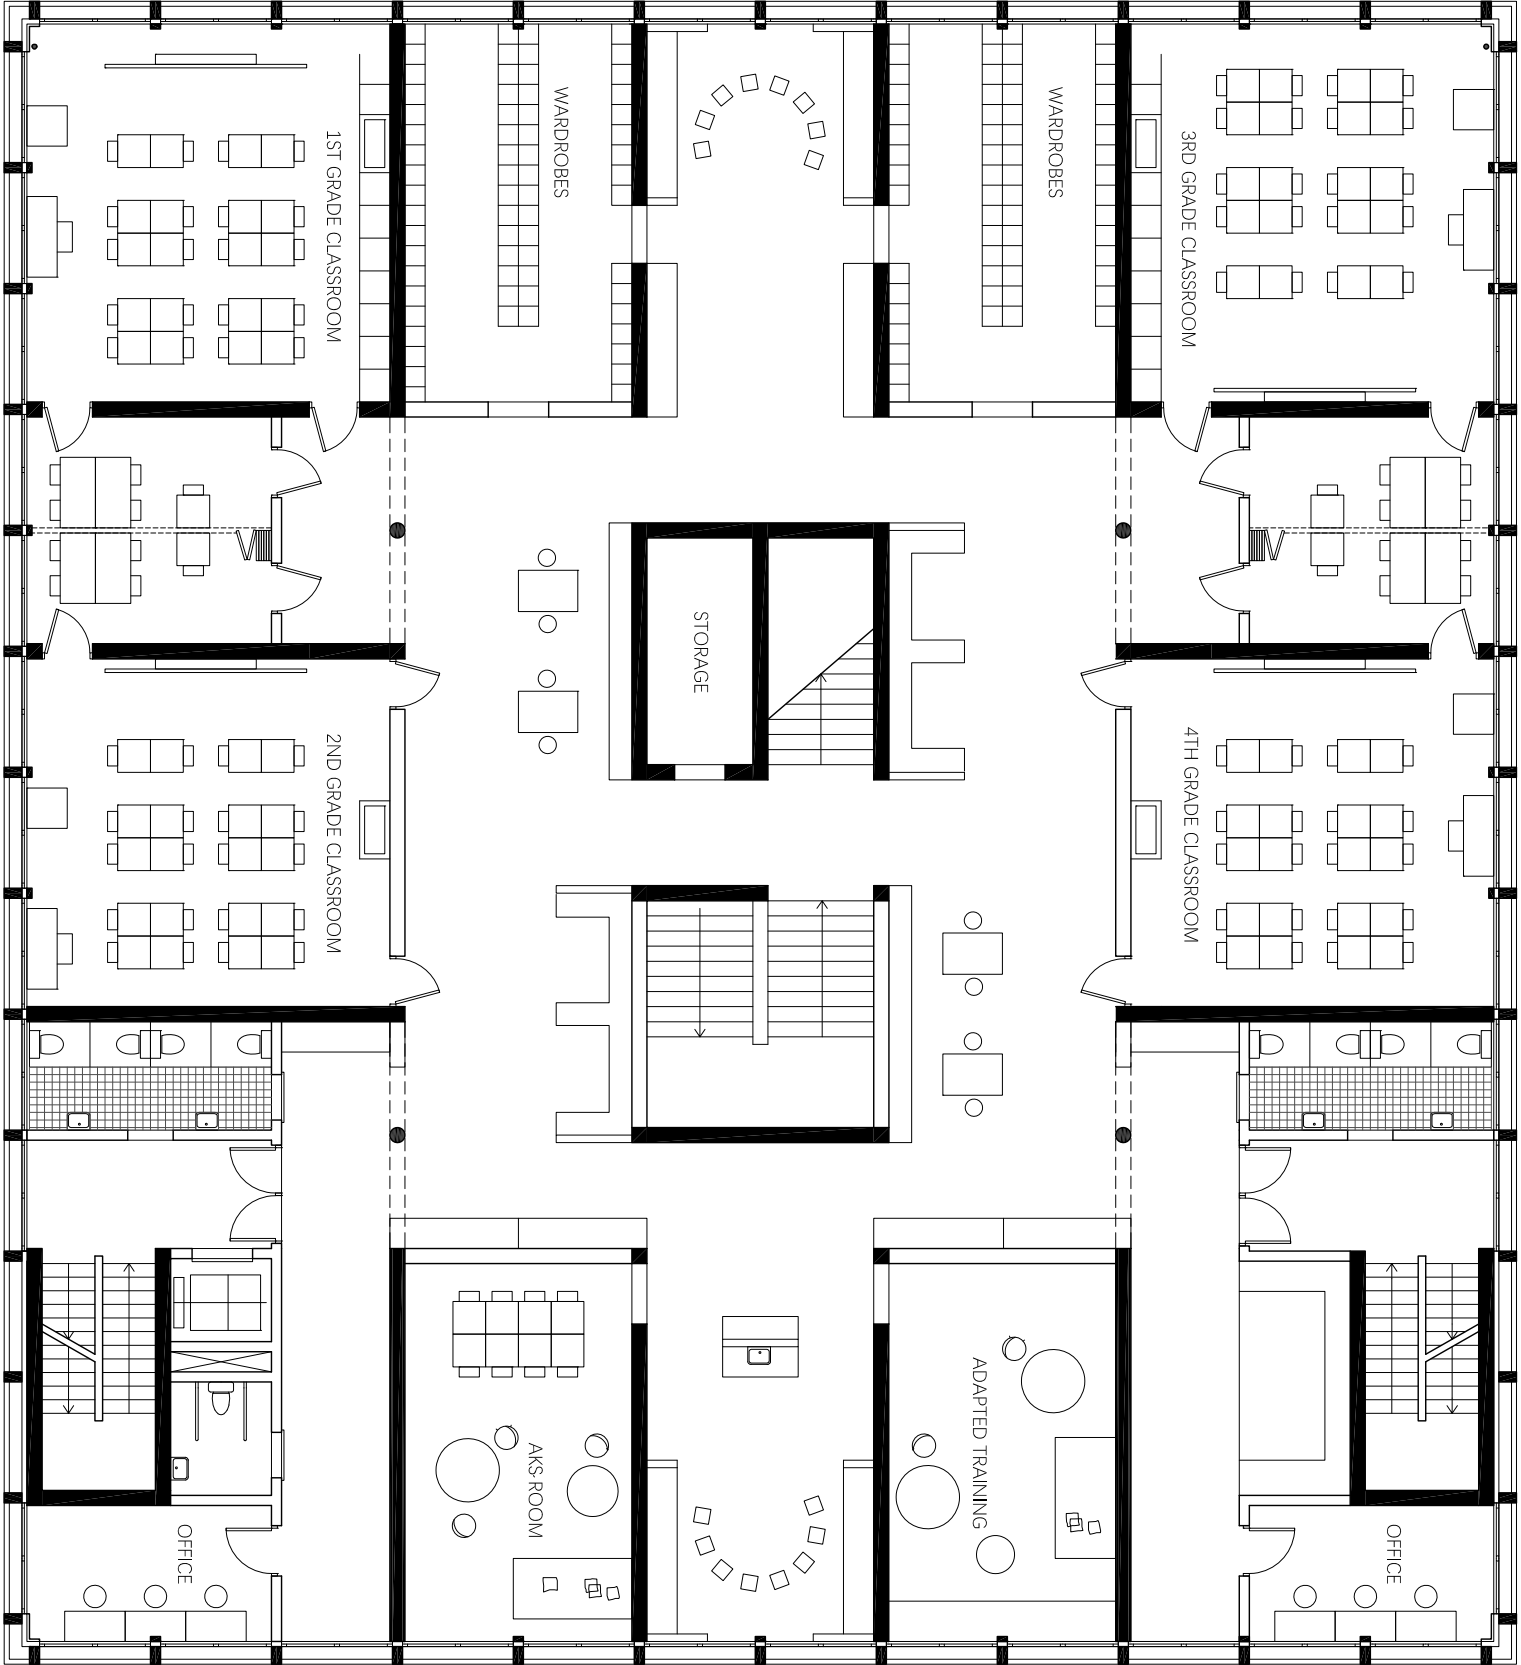 1ST GRADE CLASSROOM
WARDROBES
WARDROBES
3RD GRADE CLASSROOM
STORAGE
2ND GRADE CLASSROOM
4TH GRADE CLASSROOM
AKS-ROOM
ADAPTED TRAINING
OFFICE
OFFICE